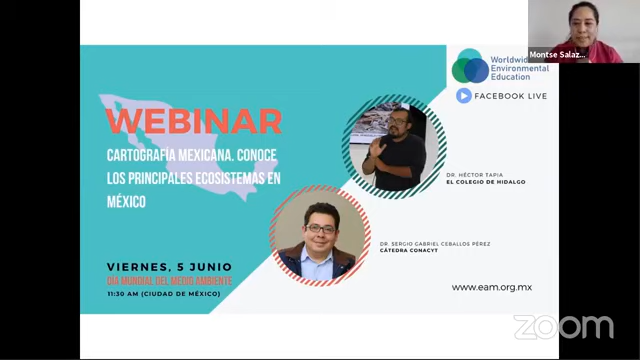 Worldwide
Environmental
Education
FACEBOOK LIVE
Montse Salaz...
WEBINAR
CARTOGRAFÍA MEXICANA. CONOCE
LOS PRINCIPALES ECOSISTEMAS EN
MÉXICO
DR. HÉCTOR TAPIA
EL COLEGIO DE HIDALGO
DR. SERGIO GABRIEL CEBALLOS PÉREZ
CÁTEDRA CONACYT
VIERNES, 5 JUNIO
DÍA MUNDIAL DEL MEDIO AMBIENTE
11:30 AM (CIUDAD DE MÉXICO)
www.eam.org.mx
zoom